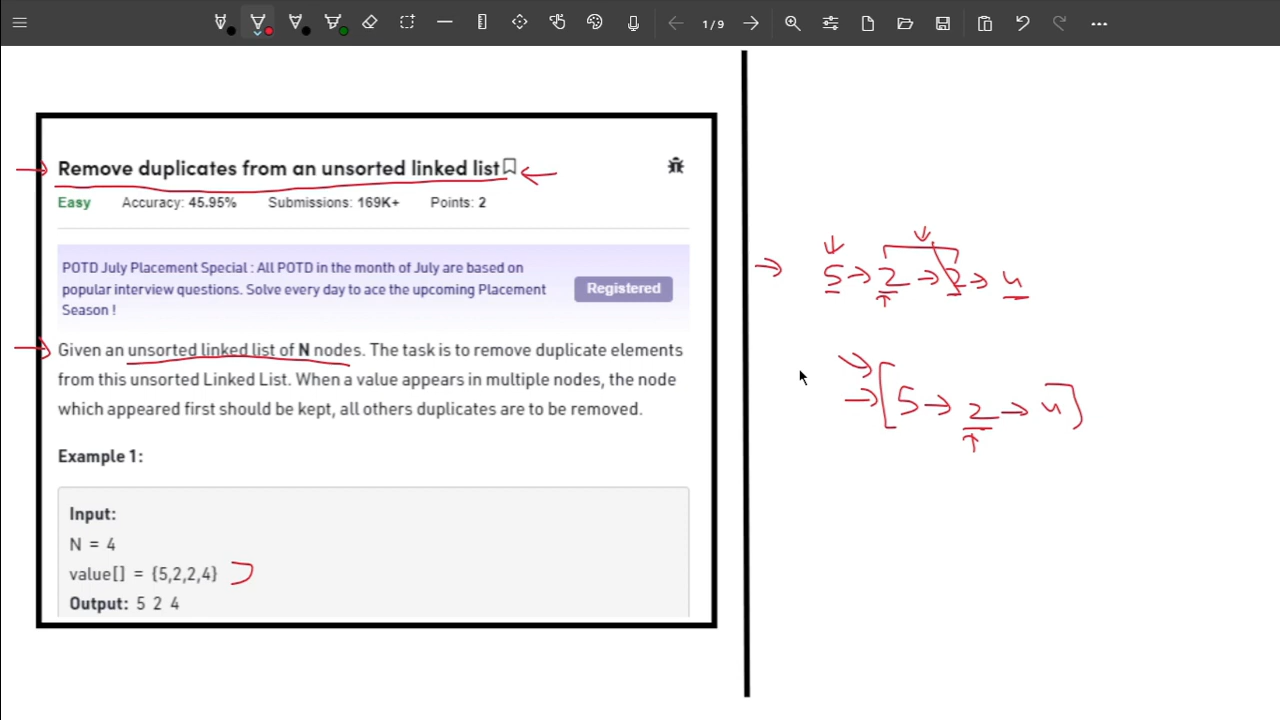 1/9
Remove duplicates from an unsorted linked list
Easy Accuracy: 45.95% Submissions: 169K+ Points: 2
POTD July Placement Special : All POTD in the month of July are based on
popular interview questions. Solve every day to ace the upcoming Placement
Season !
Registered
Given an unsorted linked list of N nodes. The task is to remove duplicate elements
from this unsorted Linked List. When a value appears in multiple nodes, the node
which appeared first should be kept, all others duplicates are to be removed.
Example 1:
Input:
N = 4
value[] = {5,2,2,4}
Output: 5 2 4
→ 5 → 2 → 2 → 4
[5 → 2 → 4]